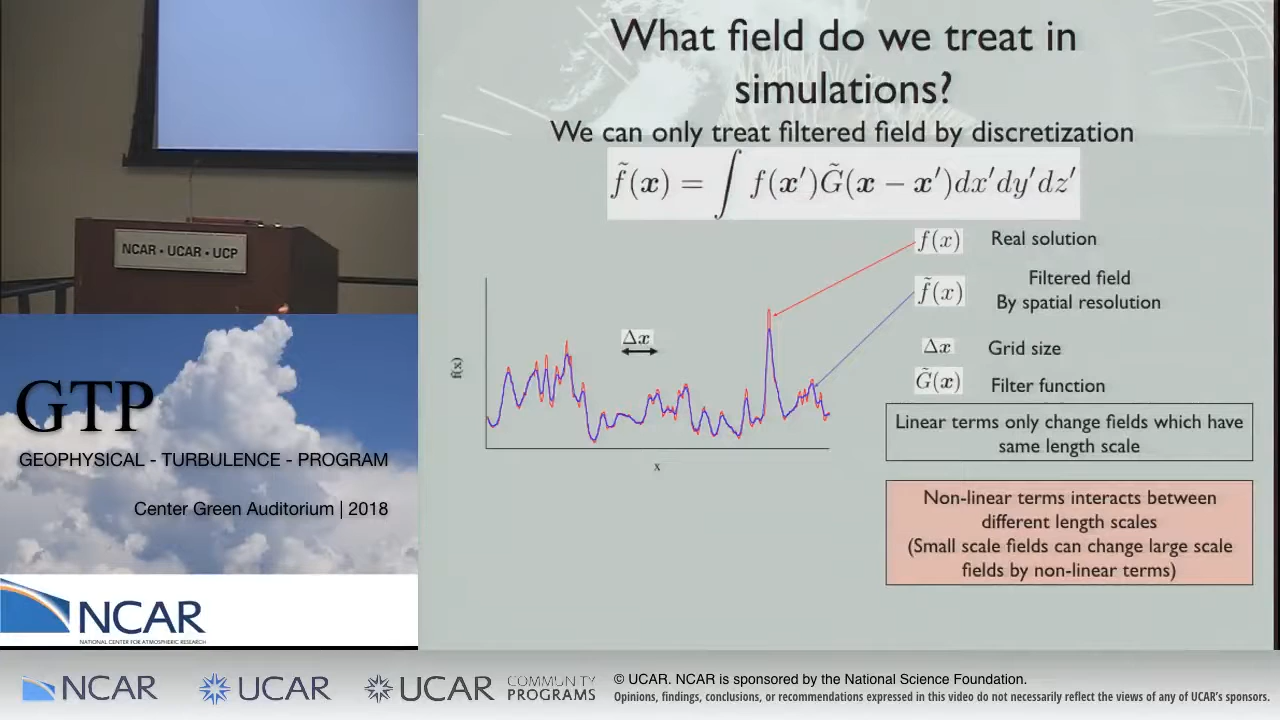 What field do we treat in
simulations?
We can only treat filtered field by discretization
f̃(x) = ∫ f(x′)G̃(x − x′)dx′dy′dz′
f(x) Real solution
f̃(x) Filtered field
By spatial resolution
Δx Grid size
G̃(x) Filter function
Δx
f(x)
x
Linear terms only change fields which have
same length scale
Non-linear terms interacts between
different length scales
(Small scale fields can change large scale
fields by non-linear terms)
NCAR • UCAR • UCP
GTP
GEOPHYSICAL - TURBULENCE - PROGRAM
Center Green Auditorium | 2018
NCAR
NATIONAL CENTER FOR ATMOSPHERIC RESEARCH
NCAR
UCAR
UCAR
COMMUNITY
PROGRAMS
© UCAR. NCAR is sponsored by the National Science Foundation.
Opinions, findings, conclusions, or recommendations expressed in this video do not necessarily reflect the views of any of UCAR's sponsors.